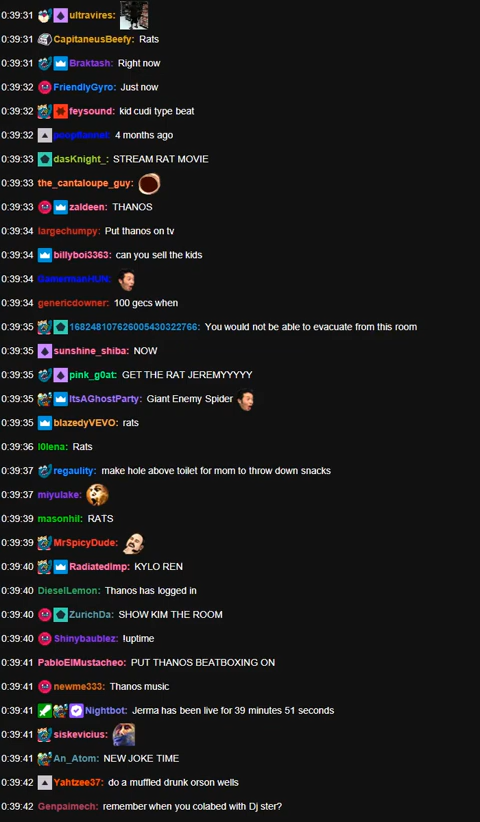 0:39:31 ultravires:
0:39:31 CapitaneusBeefy: Rats
0:39:31 Braktash: Right now
0:39:32 FriendlyGyro: Just now
0:39:32 feysound: kid cudi type beat
0:39:32 4 months ago
0:39:33 dasKnight_: STREAM RAT MOVIE
0:39:33 the_cantaloupe_guy:
0:39:33 zaldeen: THANOS
0:39:34 largechumpy: Put thanos on tv
0:39:34 billyboi3363: can you sell the kids
0:39:34 GamermanHUN:
0:39:34 genericdowner: 100 gecs when
0:39:35 168248107626005430322766: You would not be able to evacuate from this room
0:39:35 sunshine_shiba: NOW
0:39:35 pink_g0at: GET THE RAT JEREMYYYYY
0:39:35 ItsAGhostParty: Giant Enemy Spider
0:39:35 blazedyVEVO: rats
0:39:36 l0lena: Rats
0:39:37 regaulity: make hole above toilet for mom to throw down snacks
0:39:37 miyulake:
0:39:39 masonhil: RATS
0:39:39 MrSpicyDude:
0:39:40 RadiatedImp: KYLO REN
0:39:40 DieselLemon: Thanos has logged in
0:39:40 ZurichDa: SHOW KIM THE ROOM
0:39:40 Shinybaublez: !uptime
0:39:41 PabloElMustacheo: PUT THANOS BEATBOXING ON
0:39:41 newme333: Thanos music
0:39:41 Nightbot: Jerma has been live for 39 minutes 51 seconds
0:39:41 siskevicius:
0:39:41 An_Atom: NEW JOKE TIME
0:39:42 Yahtzee37: do a muffled drunk orson wells
0:39:42 Genpaimech: remember when you colabed with Dj ster?